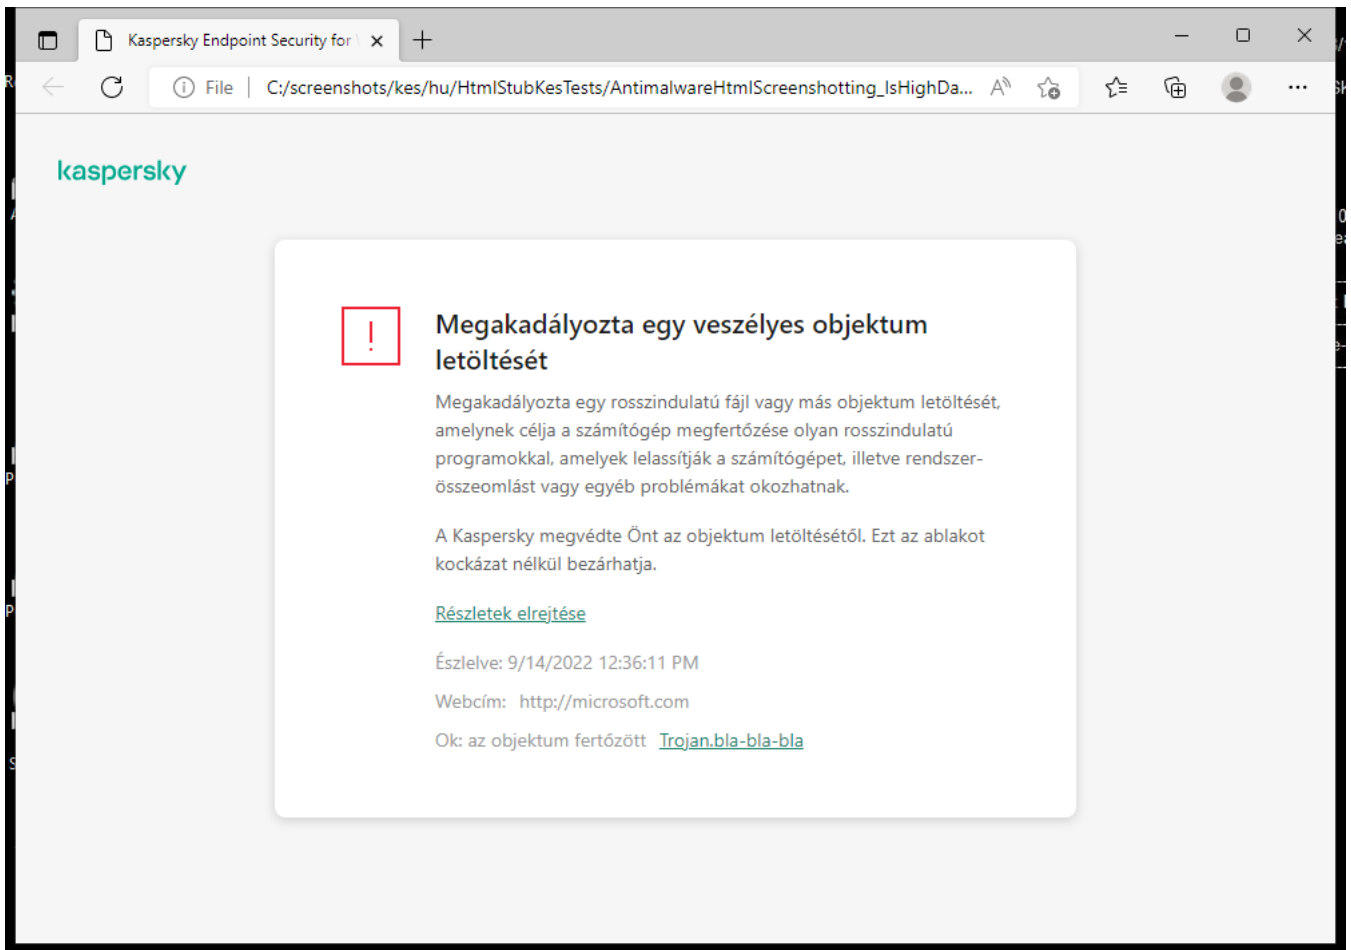 Kaspersky Endpoint Security for
File
C:/screenshots/kes/hu/HtmlStubKesTests/AntimalwareHtmlScreenshotting_IsHighDa...
kaspersky
Megakadályozta egy veszélyes objektum
letöltését
Megakadályozta egy rosszindulatú fájl vagy más objektum letöltését,
amelynek célja a számítógép megfertőzése olyan rosszindulatú
programokkal, amelyek lelassítják a számítógépet, illetve rendszer-
összeomlást vagy egyéb problémákat okozhatnak.
A Kaspersky megvédte Önt az objektum letöltésétől. Ezt az ablakot
kockázat nélkül bezárhatja.
Részletek elrejtése
Észlelve: 9/14/2022 12:36:11 PM
Webcím: http://microsoft.com
Ok: az objektum fertőzött Trojan.bla-bla-bla